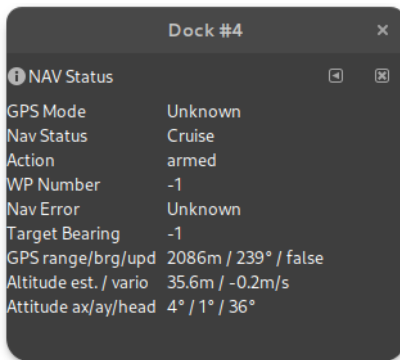 Dock #4
NAV Status
GPS Mode Unknown
Nav Status Cruise
Action armed
WP Number -1
Nav Error Unknown
Target Bearing -1
GPS range/brg/upd 2086m / 239° / false
Altitude est. / vario 35.6m / -0.2m/s
Attitude ax/ay/head 4° / 1° / 36°